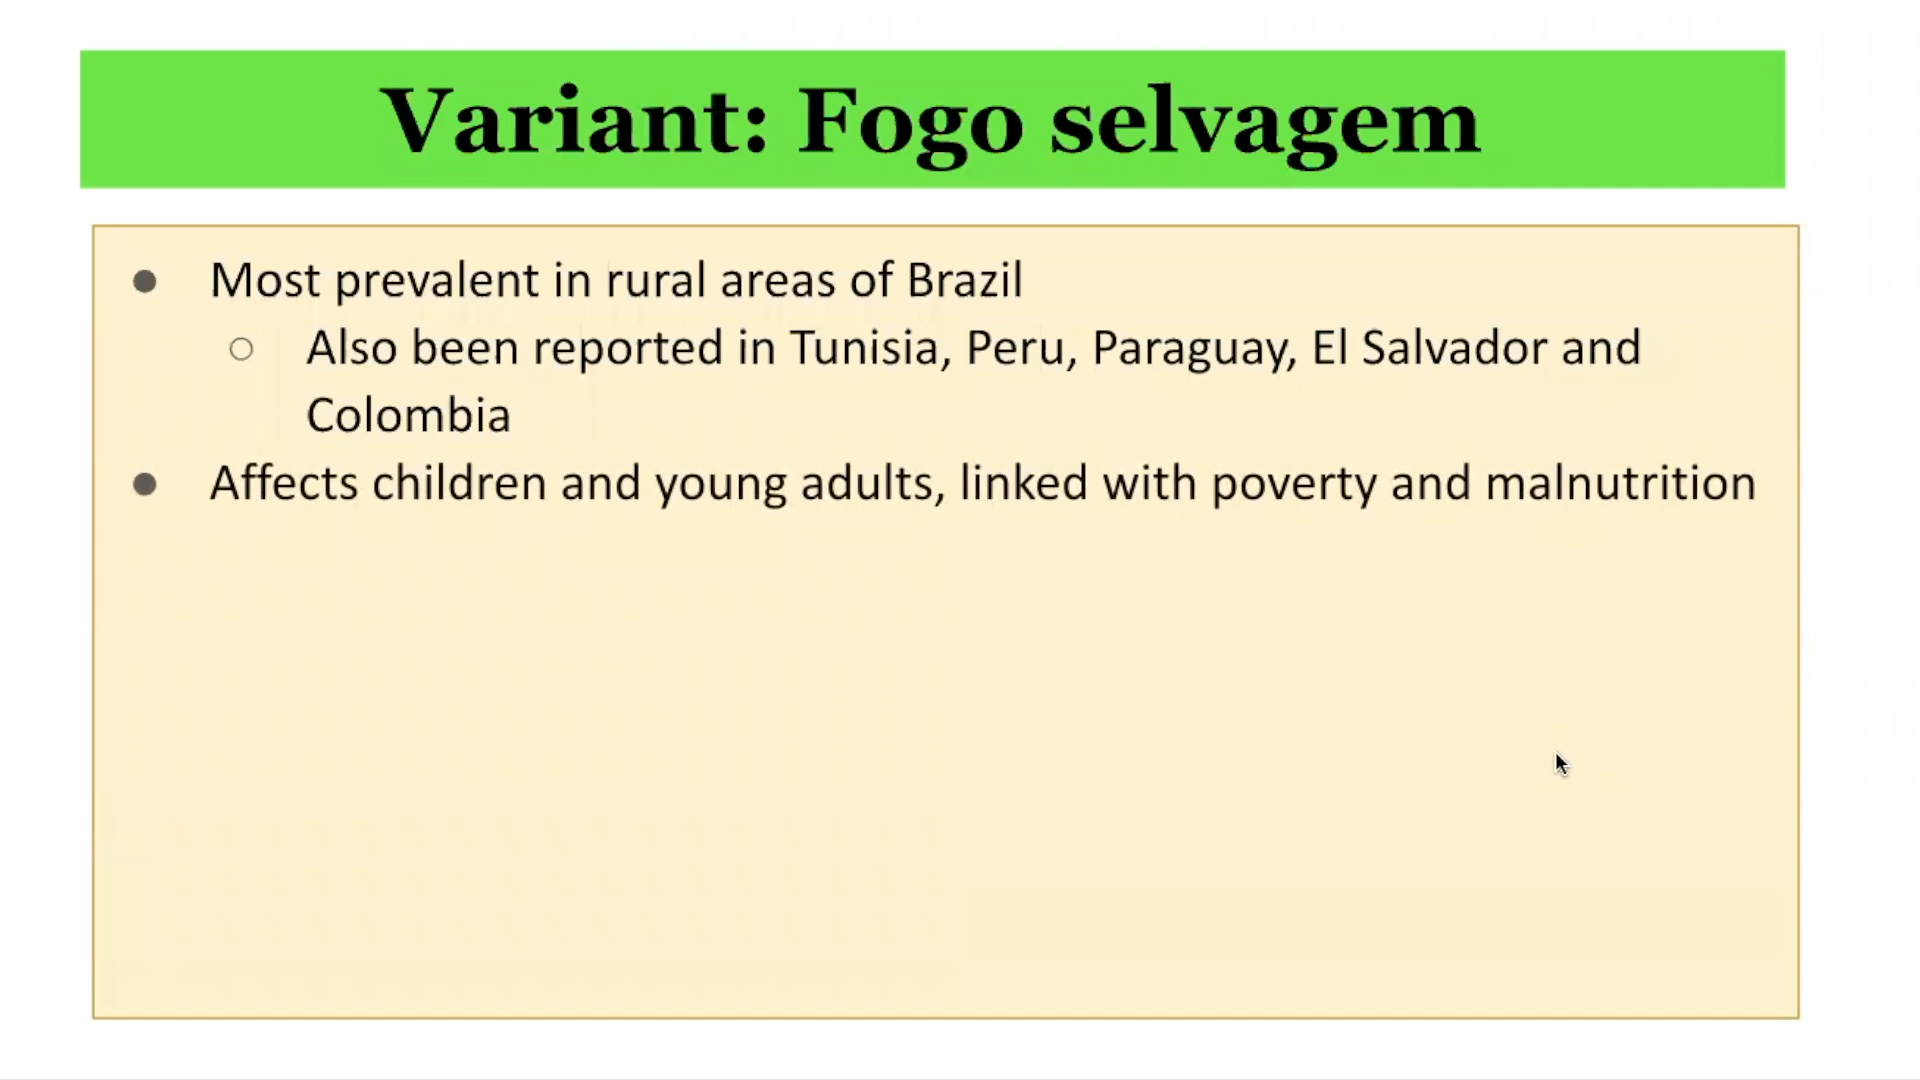 Variant: Fogo selvagem
● Most prevalent in rural areas of Brazil
○ Also been reported in Tunisia, Peru, Paraguay, El Salvador and
Colombia
● Affects children and young adults, linked with poverty and malnutrition